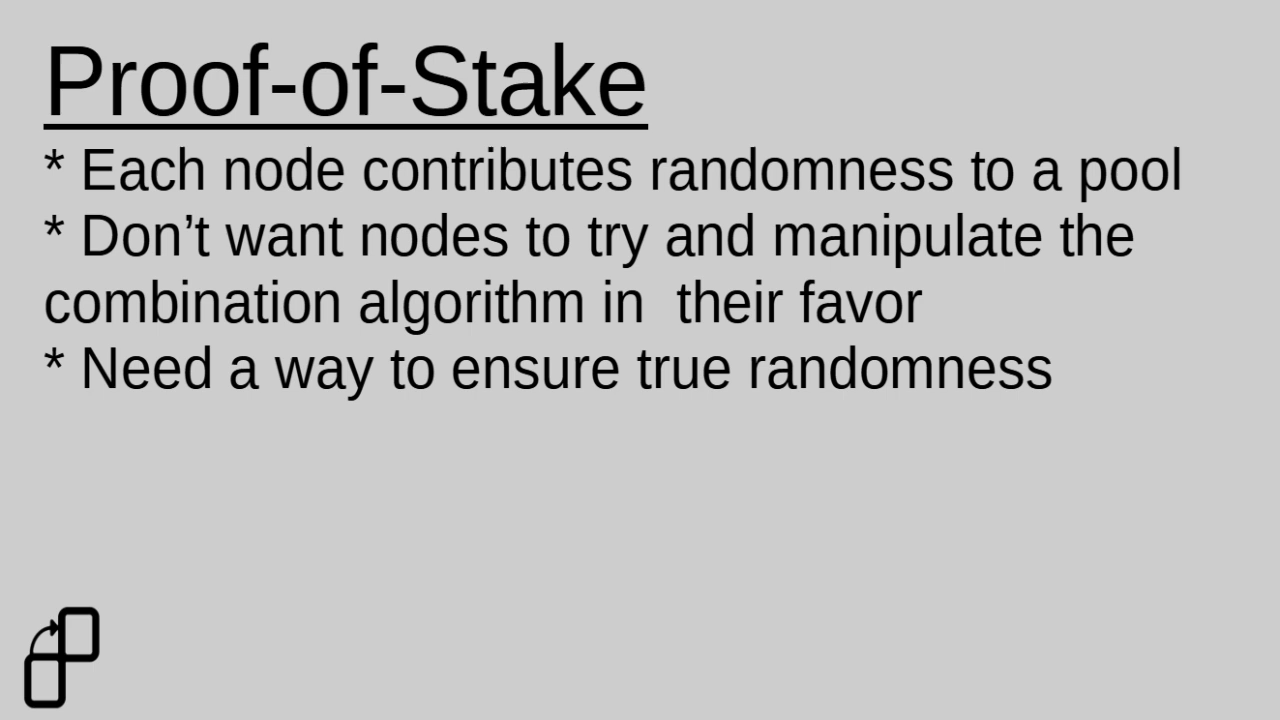 Proof-of-Stake
* Each node contributes randomness to a pool
* Don’t want nodes to try and manipulate the
combination algorithm in  their favor
* Need a way to ensure true randomness